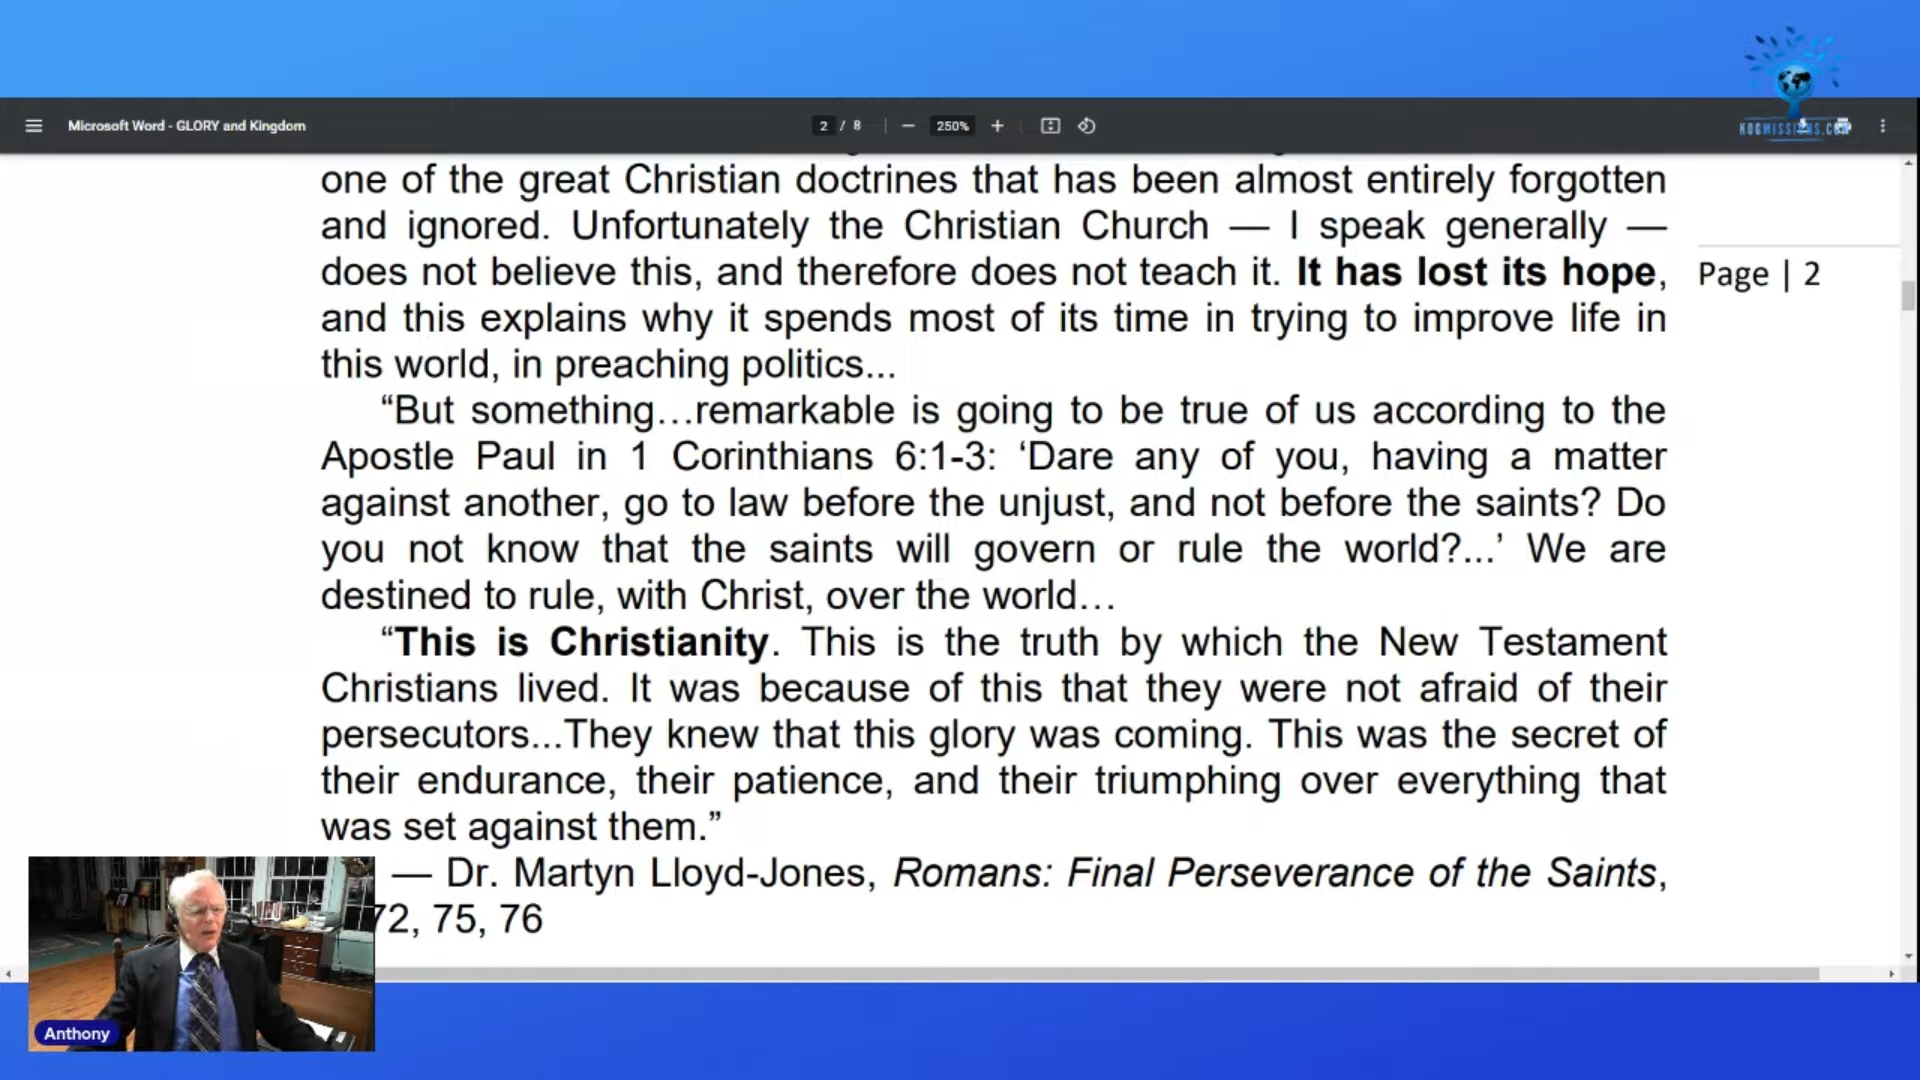 Microsoft Word - GLORY and Kingdom
2 / 8
250%
KOGMISSIONS.COM
one of the great Christian doctrines that has been almost entirely forgotten
and ignored. Unfortunately the Christian Church — I speak generally —
does not believe this, and therefore does not teach it. It has lost its hope,
and this explains why it spends most of its time in trying to improve life in
this world, in preaching politics...
“But something…remarkable is going to be true of us according to the
Apostle Paul in 1 Corinthians 6:1-3: ‘Dare any of you, having a matter
against another, go to law before the unjust, and not before the saints? Do
you not know that the saints will govern or rule the world?...’ We are
destined to rule, with Christ, over the world…
“This is Christianity. This is the truth by which the New Testament
Christians lived. It was because of this that they were not afraid of their
persecutors...They knew that this glory was coming. This was the secret of
their endurance, their patience, and their triumphing over everything that
was set against them.”
— Dr. Martyn Lloyd-Jones, Romans: Final Perseverance of the Saints,
72, 75, 76
Page | 2
Anthony